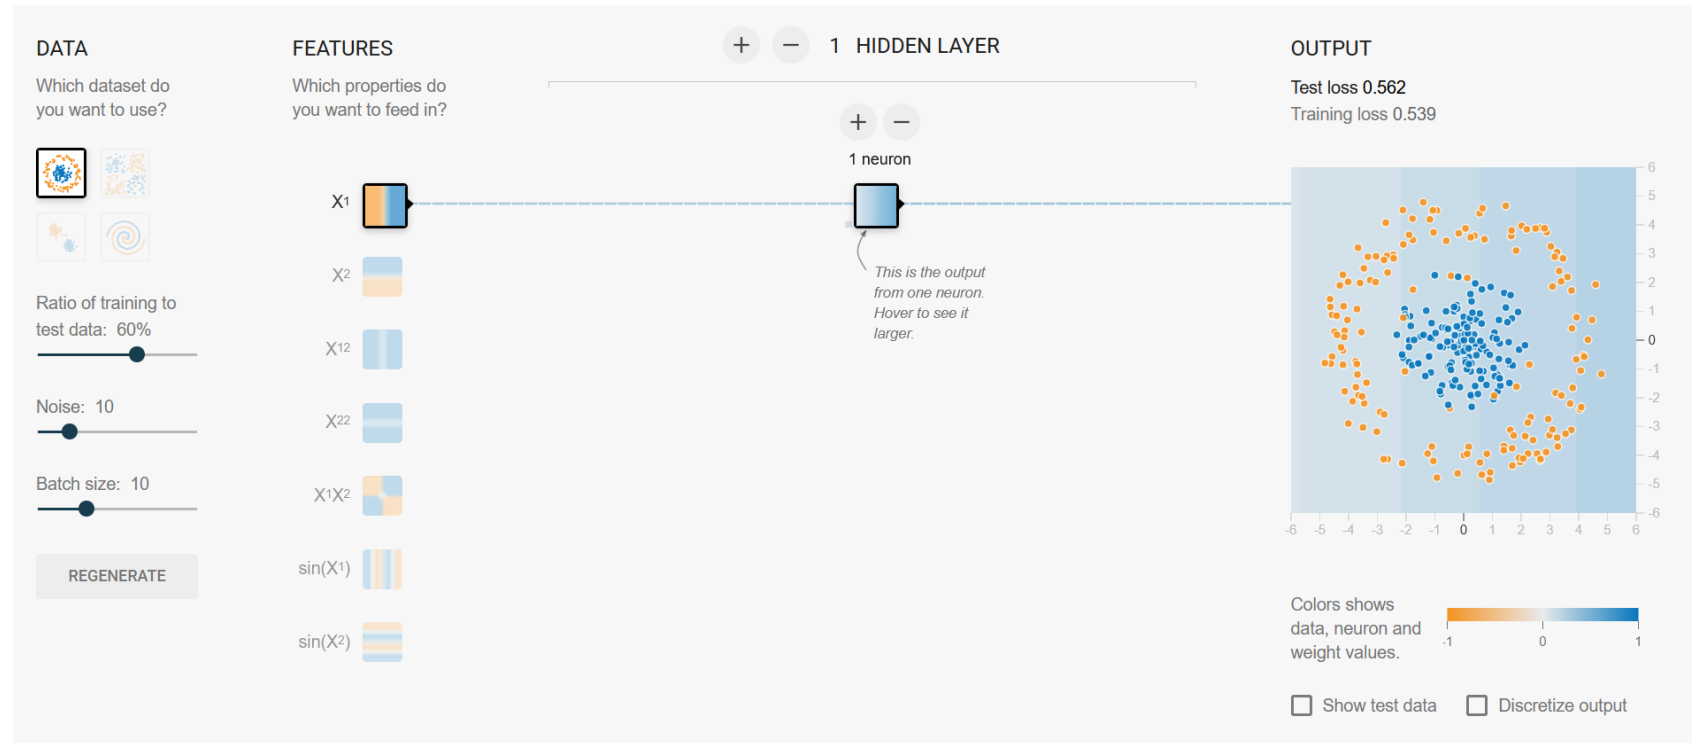 DATA
Which dataset do
you want to use?
Ratio of training to
test data: 60%
Noise: 10
Batch size: 10
REGENERATE
FEATURES
Which properties do
you want to feed in?
X1
X2
X12
X22
X1X2
sin(X1)
sin(X2)
+ − 1 HIDDEN LAYER
+ −
1 neuron
This is the output
from one neuron.
Hover to see it
larger.
OUTPUT
Test loss 0.562
Training loss 0.539
6
5
4
3
2
1
0
-1
-2
-3
-4
-5
-6
-6 -5 -4 -3 -2 -1 0 1 2 3 4 5 6
Colors shows
data, neuron and
weight values.
-1 0 1
Show test data
Discretize output